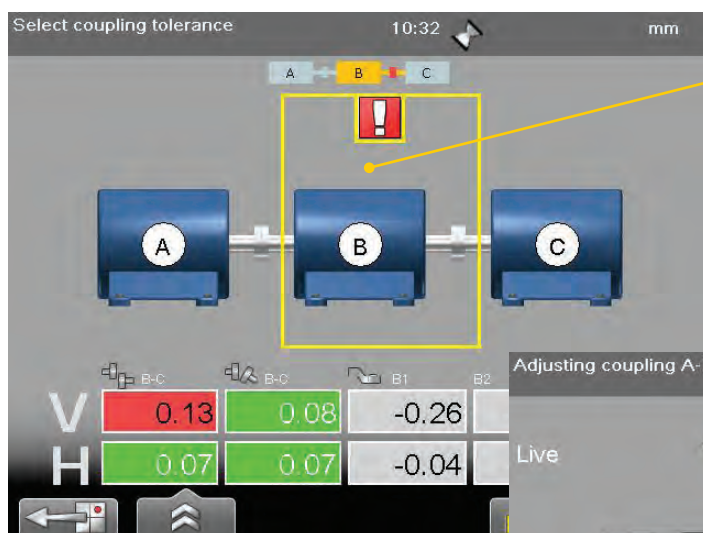 Select coupling tolerance 10:32 mm
A B C
!
A B C
B-C B-C B1 B2
V 0.13 0.08 -0.26
H 0.07 0.07 -0.04
Adjusting coupling A-
Live